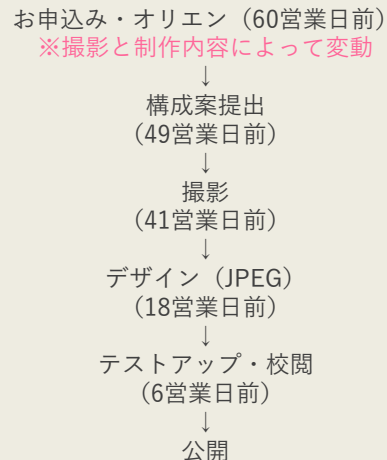 お申込み・オリエン（60営業日前）
※撮影と制作内容によって変動
↓
構成案提出
（49営業日前）
↓
撮影
（41営業日前）
↓
デザイン（JPEG）
（18営業日前）
↓
テストアップ・校閲
（6営業日前）
↓
公開